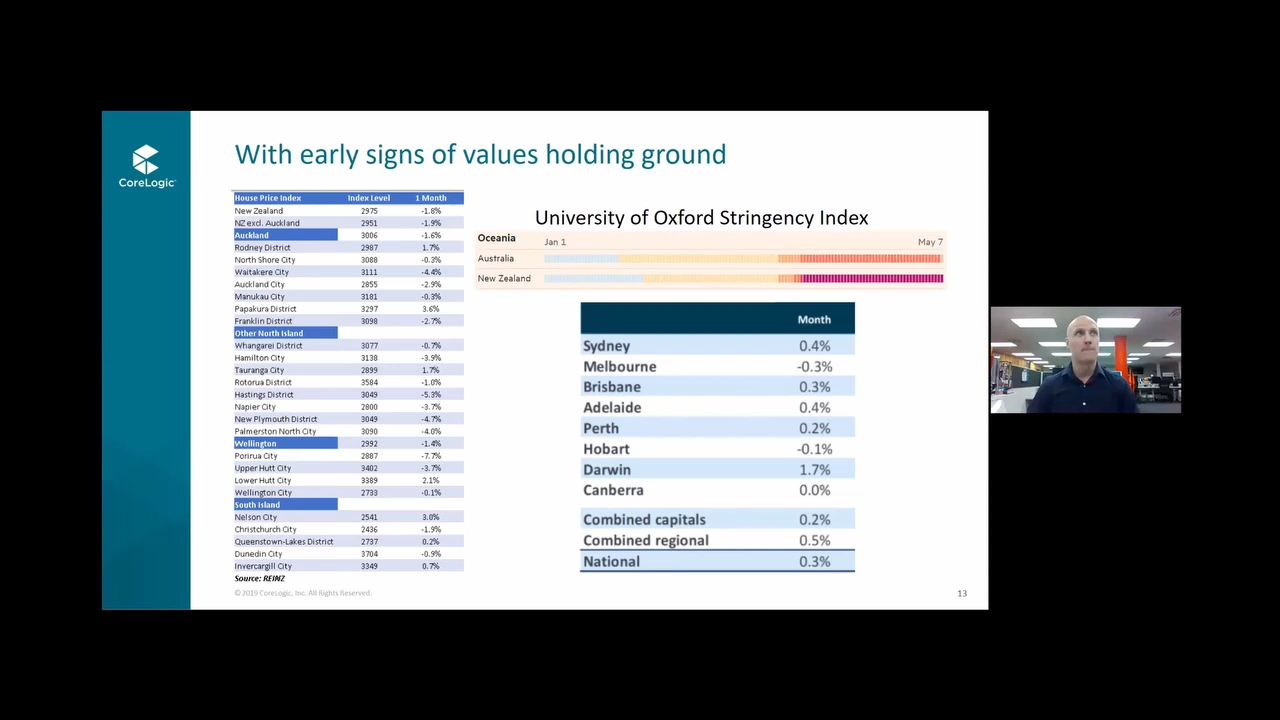 CoreLogic
With early signs of values holding ground
House Price Index Index Level 1 Month
New Zealand 2975 -1.8%
NZ excl. Auckland 2951 -1.9%
Auckland 3006 -1.6%
Rodney District 2987 1.7%
North Shore City 3088 -0.3%
Waitakere City 3111 -4.4%
Auckland City 2855 -2.9%
Manukau City 3181 -0.3%
Papakura District 3297 3.6%
Franklin District 3098 -2.7%
Other North Island
Whangarei District 3077 -0.7%
Hamilton City 3138 -3.9%
Tauranga City 2899 1.7%
Rotorua District 3584 -1.0%
Hastings District 3049 -5.3%
Napier City 2800 -3.7%
New Plymouth District 3049 -4.7%
Palmerston North City 3090 -4.0%
Wellington 2992 -1.4%
Porirua City 2887 -7.7%
Upper Hutt City 3402 -3.7%
Lower Hutt City 3389 2.1%
Wellington City 2733 -0.1%
South Island
Nelson City 2541 3.0%
Christchurch City 2436 -1.9%
Queenstown-Lakes District 2737 0.2%
Dunedin City 3704 -0.9%
Invercargill City 3349 0.7%
Source: REINZ
University of Oxford Stringency Index
Oceania Jan 1 May 7
Australia
New Zealand
Month
Sydney 0.4%
Melbourne -0.3%
Brisbane 0.3%
Adelaide 0.4%
Perth 0.2%
Hobart -0.1%
Darwin 1.7%
Canberra 0.0%
Combined capitals 0.2%
Combined regional 0.5%
National 0.3%
© 2019 CoreLogic, Inc. All Rights Reserved.
13